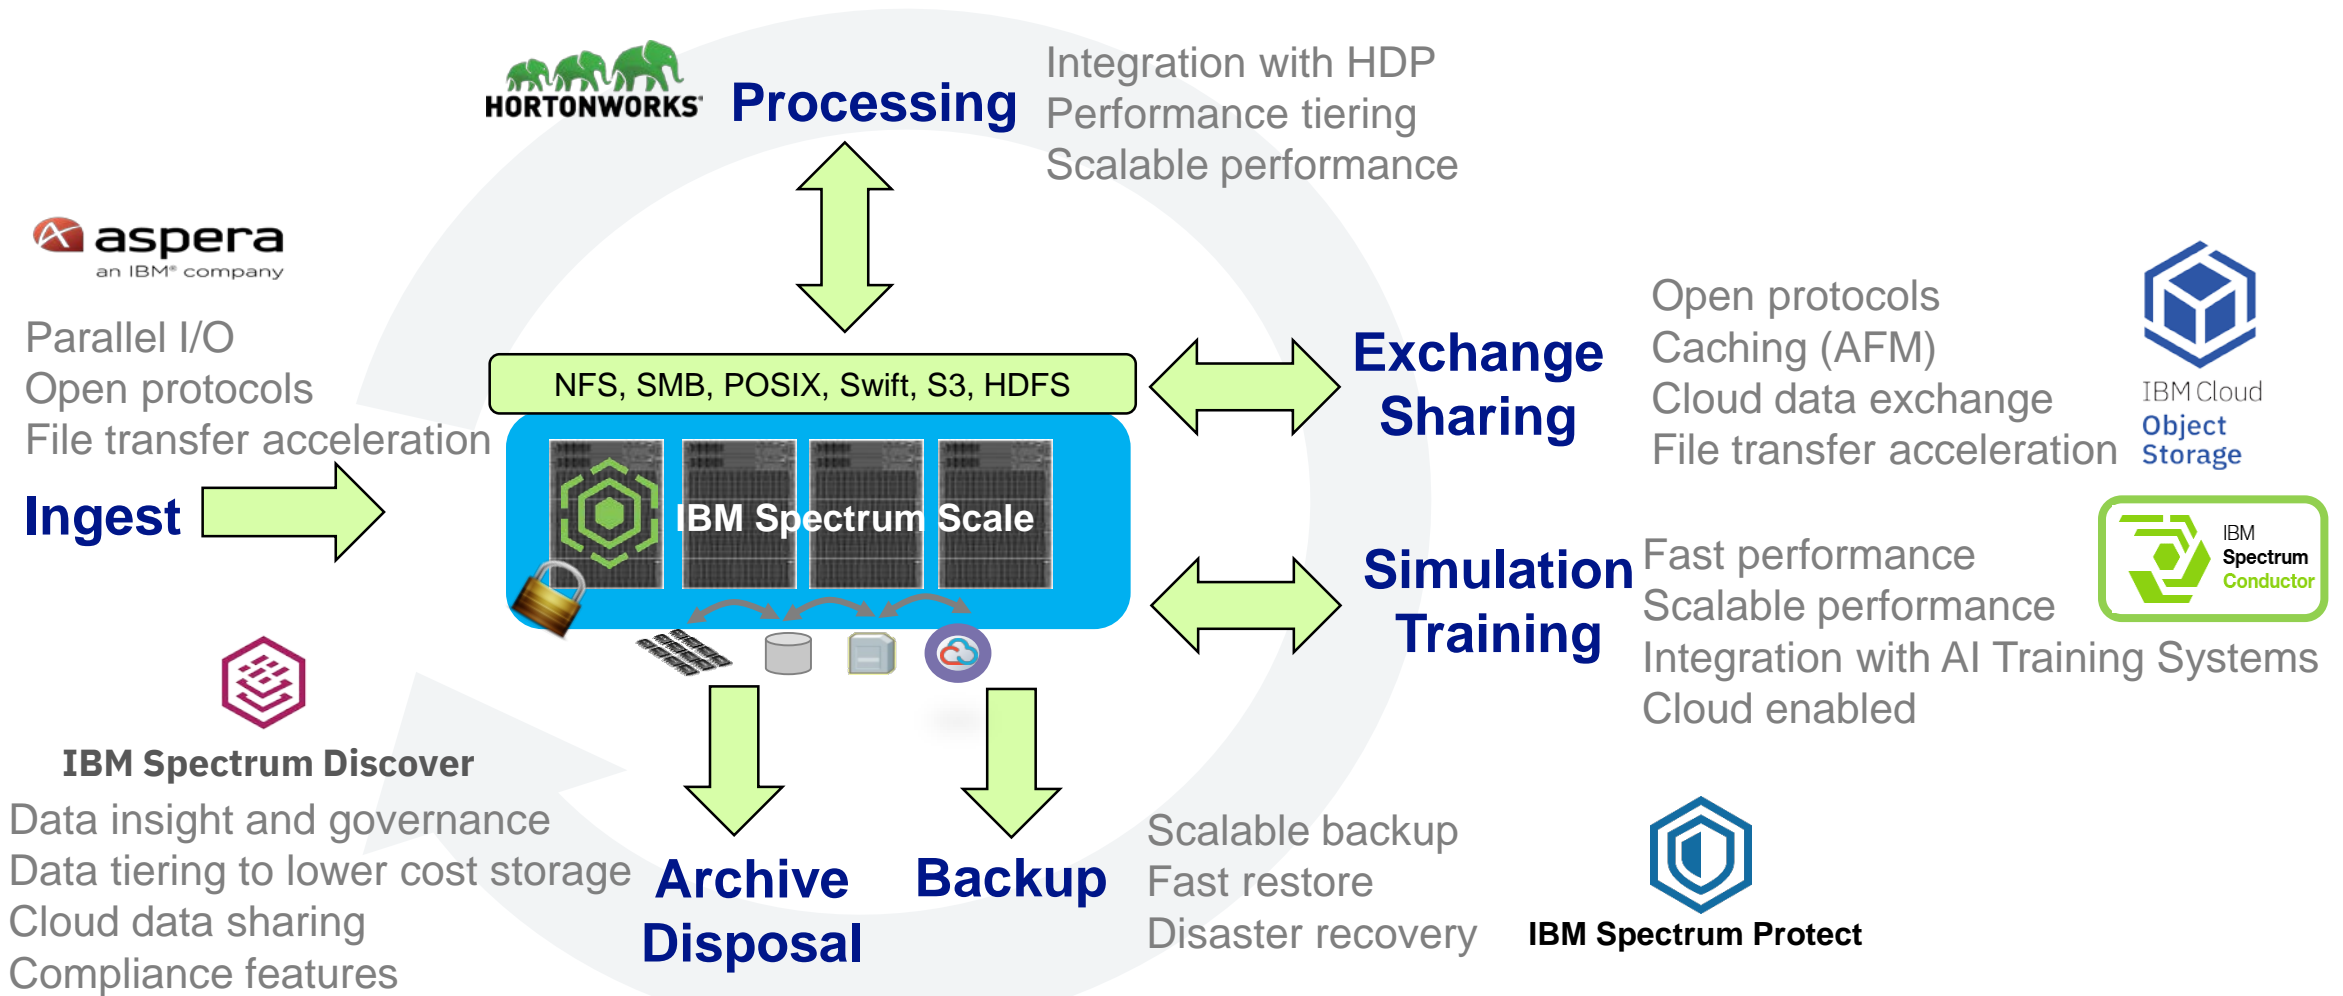 HORTONWORKS
Processing
Integration with HDP
Performance tiering
Scalable performance
aspera
an IBM® company
Parallel I/O
Open protocols
File transfer acceleration
Ingest
NFS, SMB, POSIX, Swift, S3, HDFS
IBM Spectrum Scale
Exchange
Sharing
Open protocols
Caching (AFM)
Cloud data exchange
File transfer acceleration
IBM Cloud
Object
Storage
Simulation
Training
Fast performance
Scalable performance
Integration with AI Training Systems
Cloud enabled
IBM
Spectrum
Conductor
IBM Spectrum Discover
Data insight and governance
Data tiering to lower cost storage
Cloud data sharing
Compliance features
Archive
Disposal
Backup
Scalable backup
Fast restore
Disaster recovery
IBM Spectrum Protect